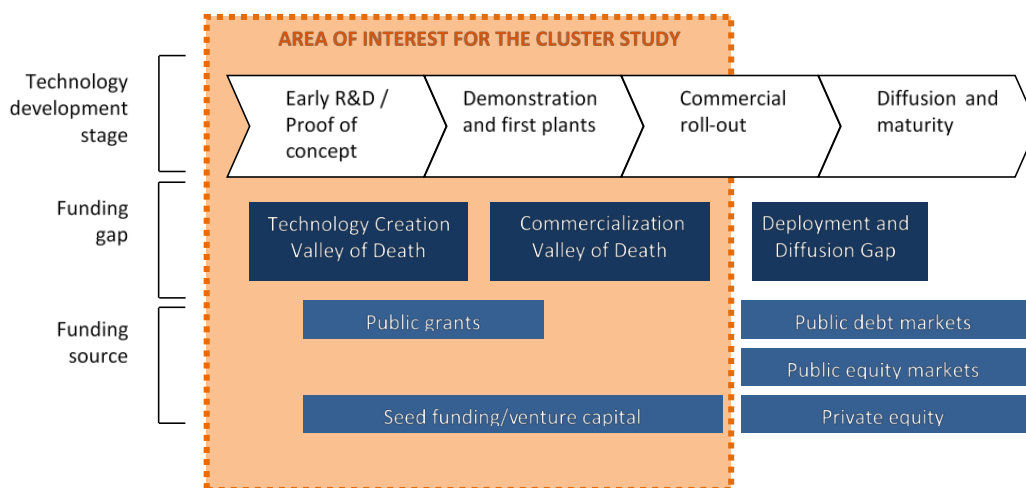 AREA OF INTEREST FOR THE CLUSTER STUDY
Technology
development
stage
Early R&D /
Proof of
concept
Demonstration
and first plants
Commercial
roll-out
Diffusion and
maturity
Funding
gap
Technology Creation
Valley of Death
Commercialization
Valley of Death
Deployment and
Diffusion Gap
Funding
source
Public grants
Public debt markets
Public equity markets
Seed funding/venture capital
Private equity